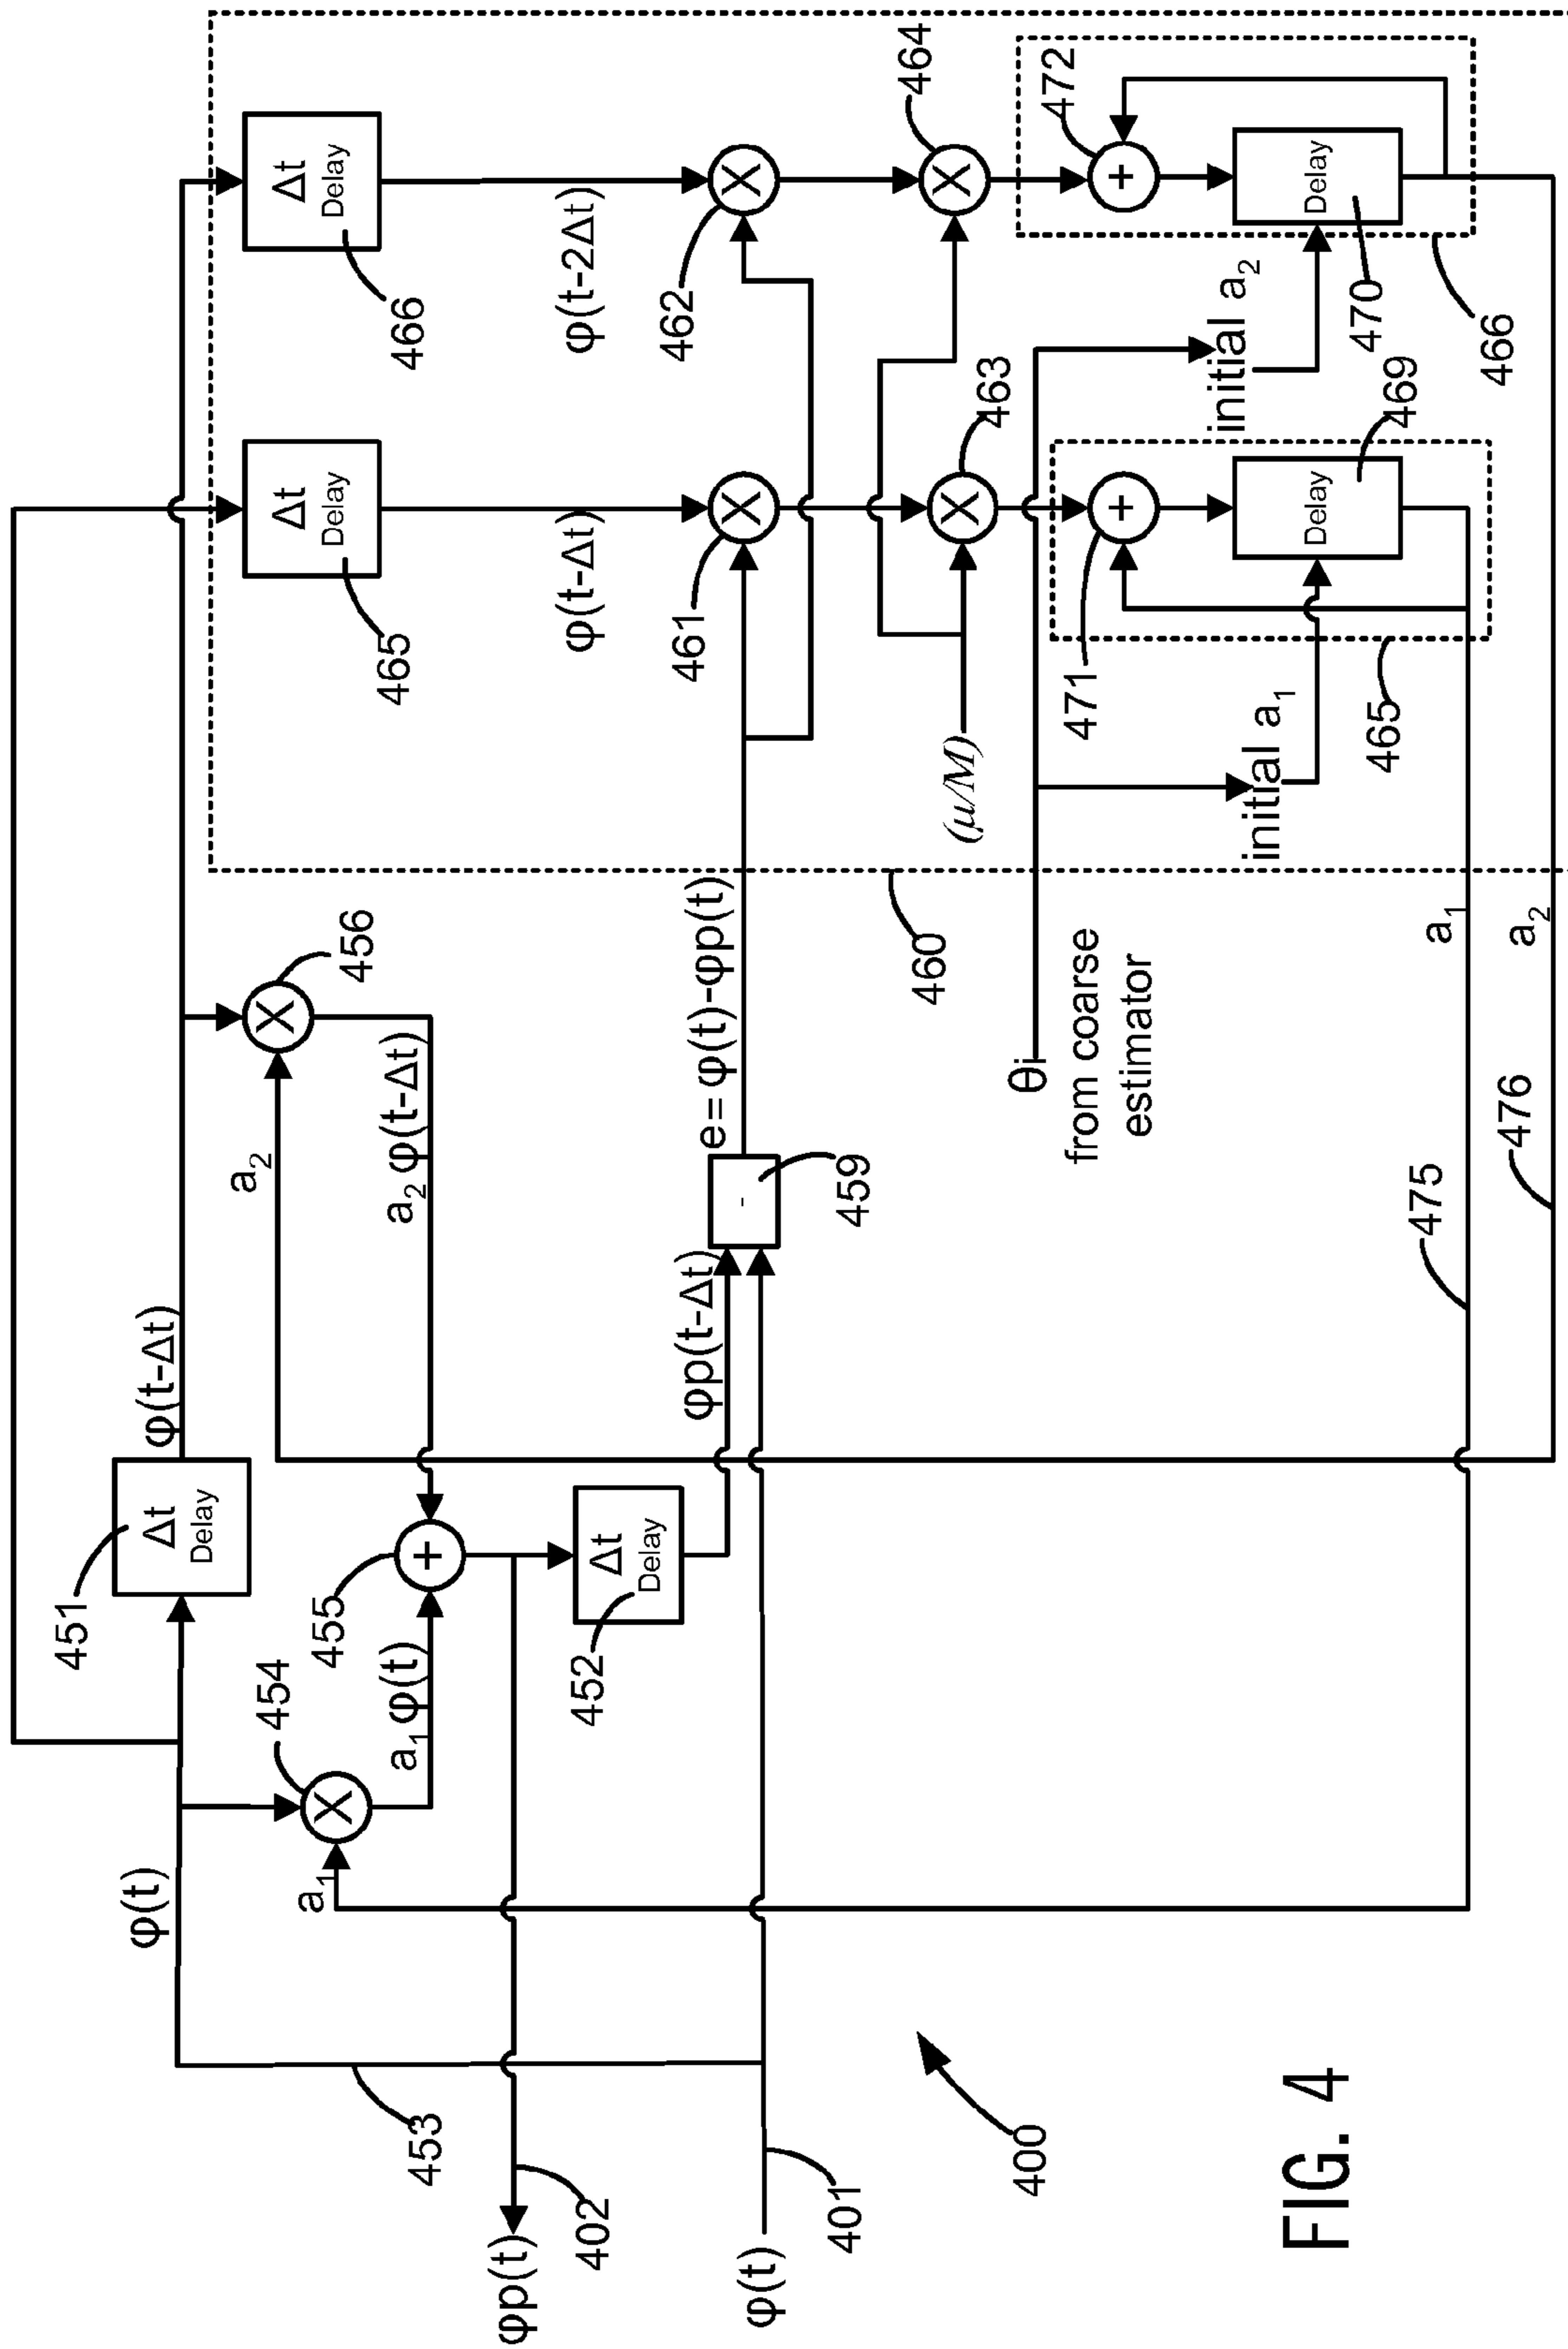 φ(t)
453
451
Δt
Delay
φ(t-Δt)
454
a₁
a₁ φ(t)
455
a₂
456
a₂ φ(t-Δt)
452
Δt
Delay
φp(t)
402
φ(t)
401
φp(t-Δt)
-
459
e= φ(t)-φp(t)
460
Δt
Delay
465
φ(t-Δt)
461
Δt
Delay
466
φ(t-2Δt)
462
(μ/M)
463
464
θi
from coarse
estimator
initial a₁
471
+
Delay
469
465
initial a₂
472
+
Delay
470
466
a₁
a₂
475
476
400
FIG. 4